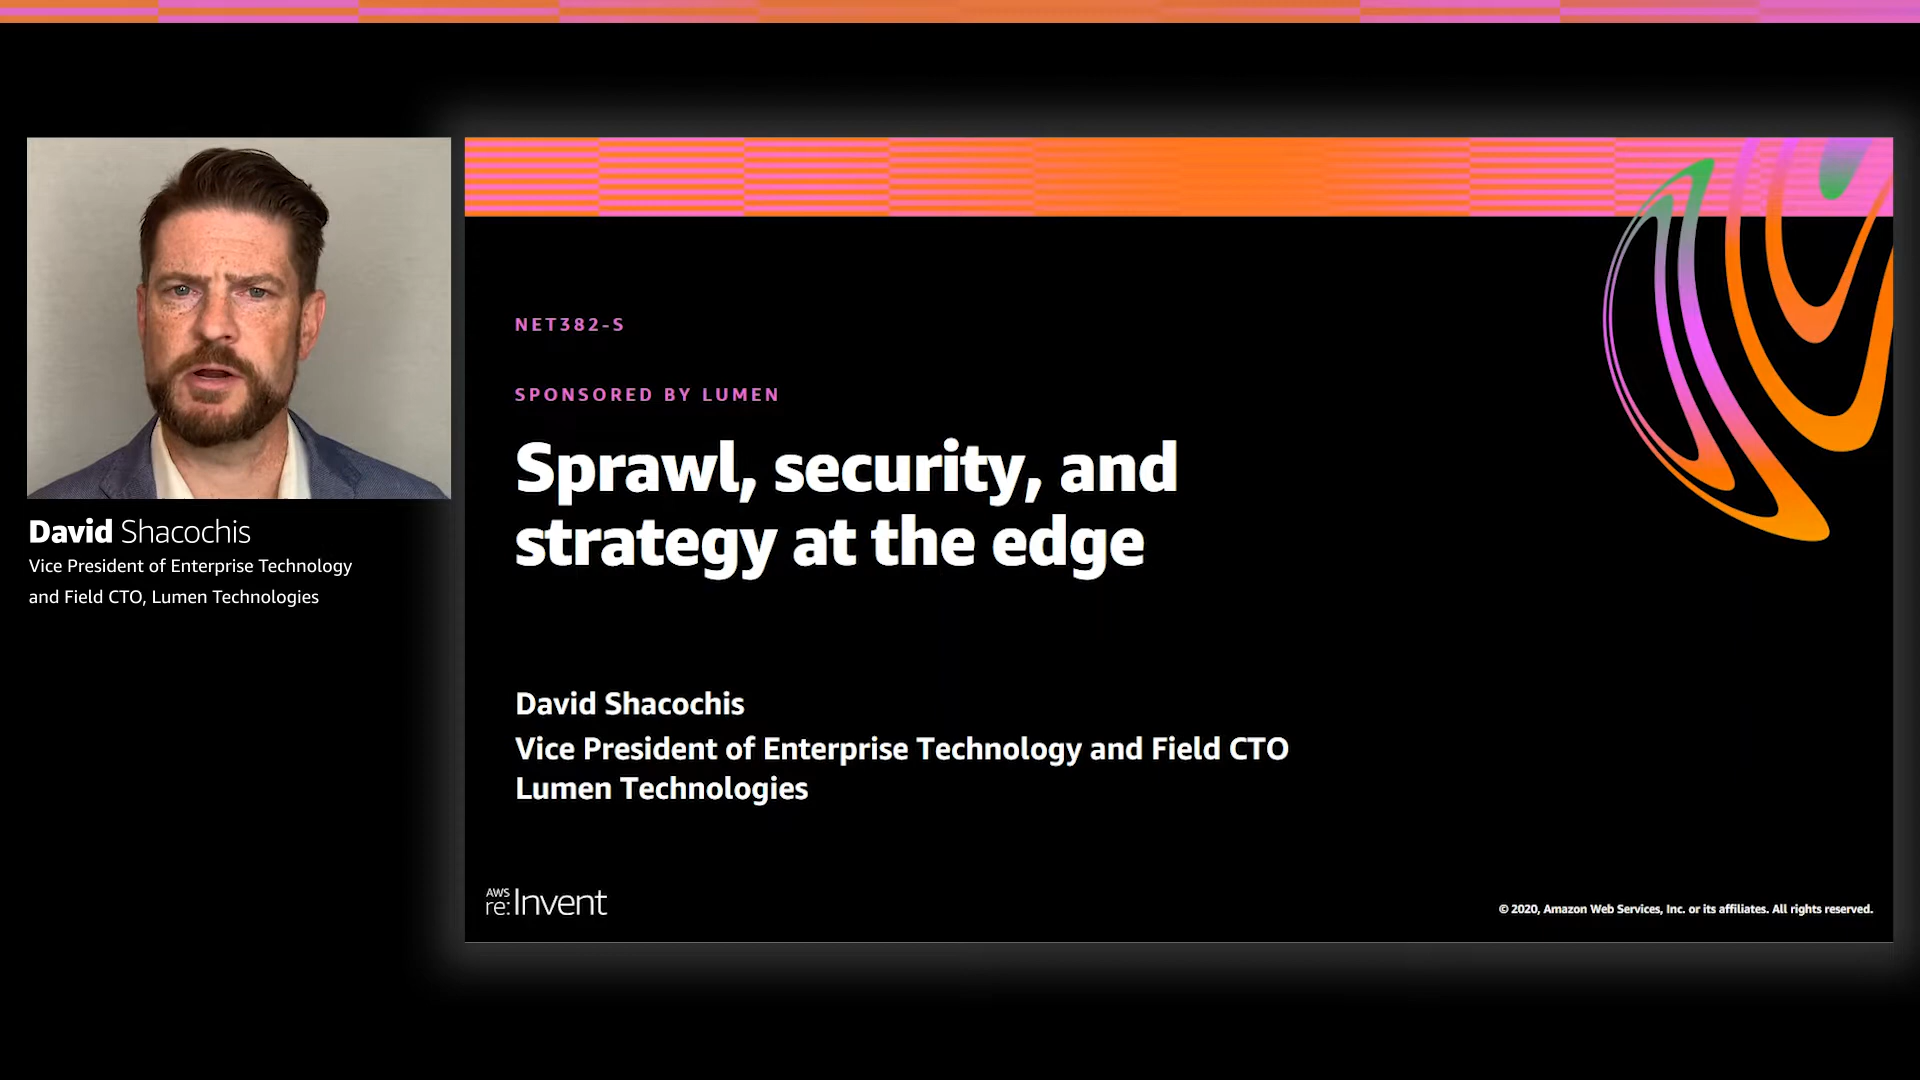 David Shacochis
Vice President of Enterprise Technology
and Field CTO, Lumen Technologies
NET382-S
SPONSORED BY LUMEN
Sprawl, security, and
strategy at the edge
David Shacochis
Vice President of Enterprise Technology and Field CTO
Lumen Technologies
AWS
re:Invent
© 2020, Amazon Web Services, Inc. or its affiliates. All rights reserved.